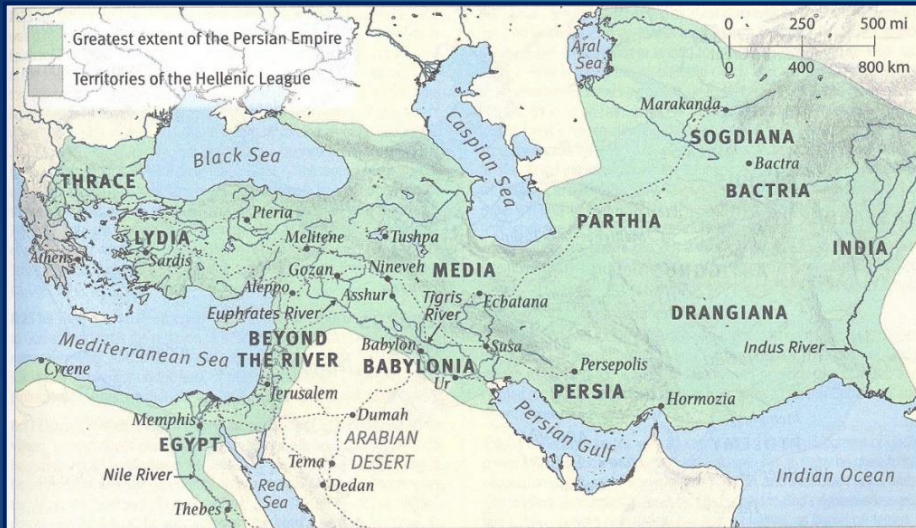 Greatest extent of the Persian Empire
Territories of the Hellenic League
0 250 500 mi
0 400 800 km
Aral
Sea
Caspian Sea
Black Sea
Marakanda
SOGDIANA
Bactra
BACTRIA
THRACE
Pteria
PARTHIA
LYDIA
Melitene
Tushpa
INDIA
Athens
Sardis
Gozan
Nineveh
MEDIA
Aleppo
Asshur
Tigris
River
Ecbatana
DRANGIANA
Euphrates River
BEYOND
THE RIVER
Mediterranean Sea
Babylon
BABYLONIA
Susa
Indus River
Cyrene
Jerusalem
Ur
Persepolis
PERSIA
Memphis
Dumah
Hormozia
EGYPT
ARABIAN
DESERT
Persian Gulf
Nile River
Tema
Red
Sea
Dedan
Indian Ocean
Thebes